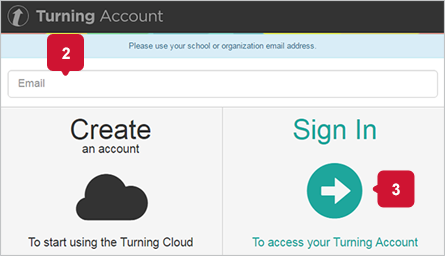 Turning Account
Please use your school or organization email address.
2
Email
Create
an account
To start using the Turning Cloud
Sign In
3
To access your Turning Account